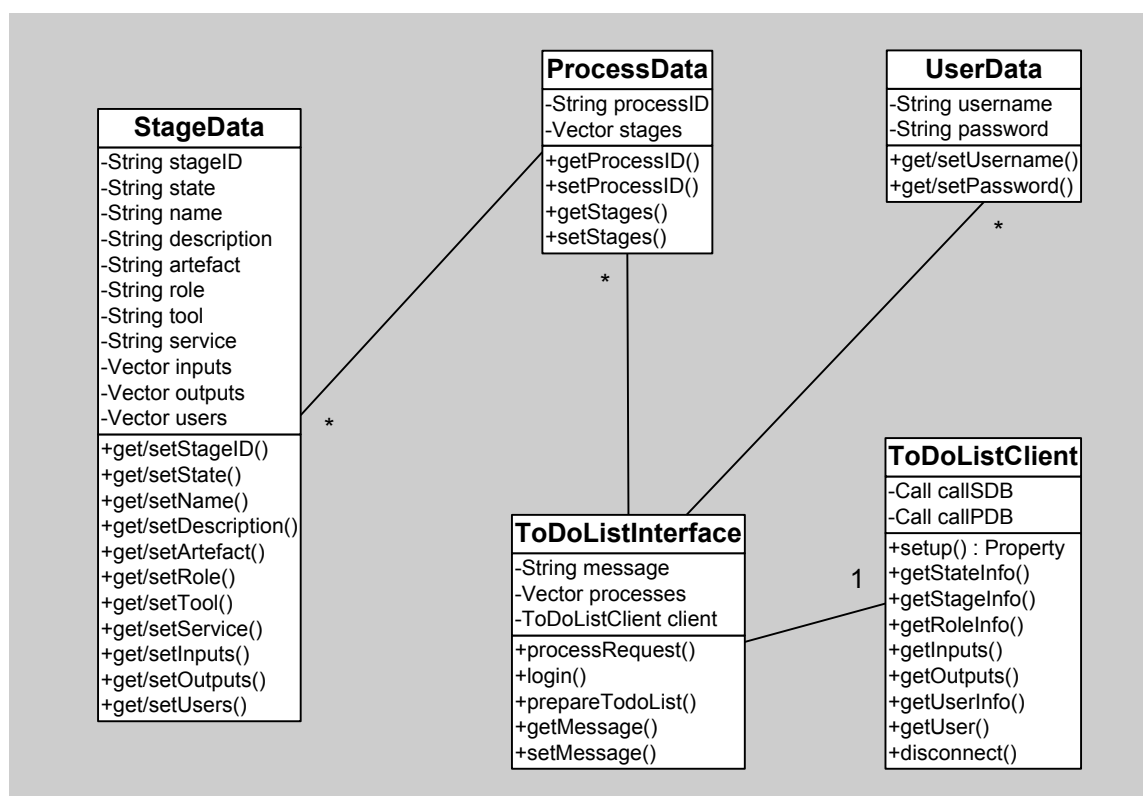 StageData
-String stageID
-String state
-String name
-String description
-String artefact
-String role
-String tool
-String service
-Vector inputs
-Vector outputs
-Vector users
+get/setStageID()
+get/setState()
+get/setName()
+get/setDescription()
+get/setArtefact()
+get/setRole()
+get/setTool()
+get/setService()
+get/setInputs()
+get/setOutputs()
+get/setUsers()
*
ProcessData
-String processID
-Vector stages
+getProcessID()
+setProcessID()
+getStages()
+setStages()
*
UserData
-String username
-String password
+get/setUsername()
+get/setPassword()
*
ToDoListInterface
-String message
-Vector processes
-ToDoListClient client
+processRequest()
+login()
+prepareTodoList()
+getMessage()
+setMessage()
1
ToDoListClient
-Call callSDB
-Call callPDB
+setup() : Property
+getStateInfo()
+getStageInfo()
+getRoleInfo()
+getInputs()
+getOutputs()
+getUserInfo()
+getUser()
+disconnect()